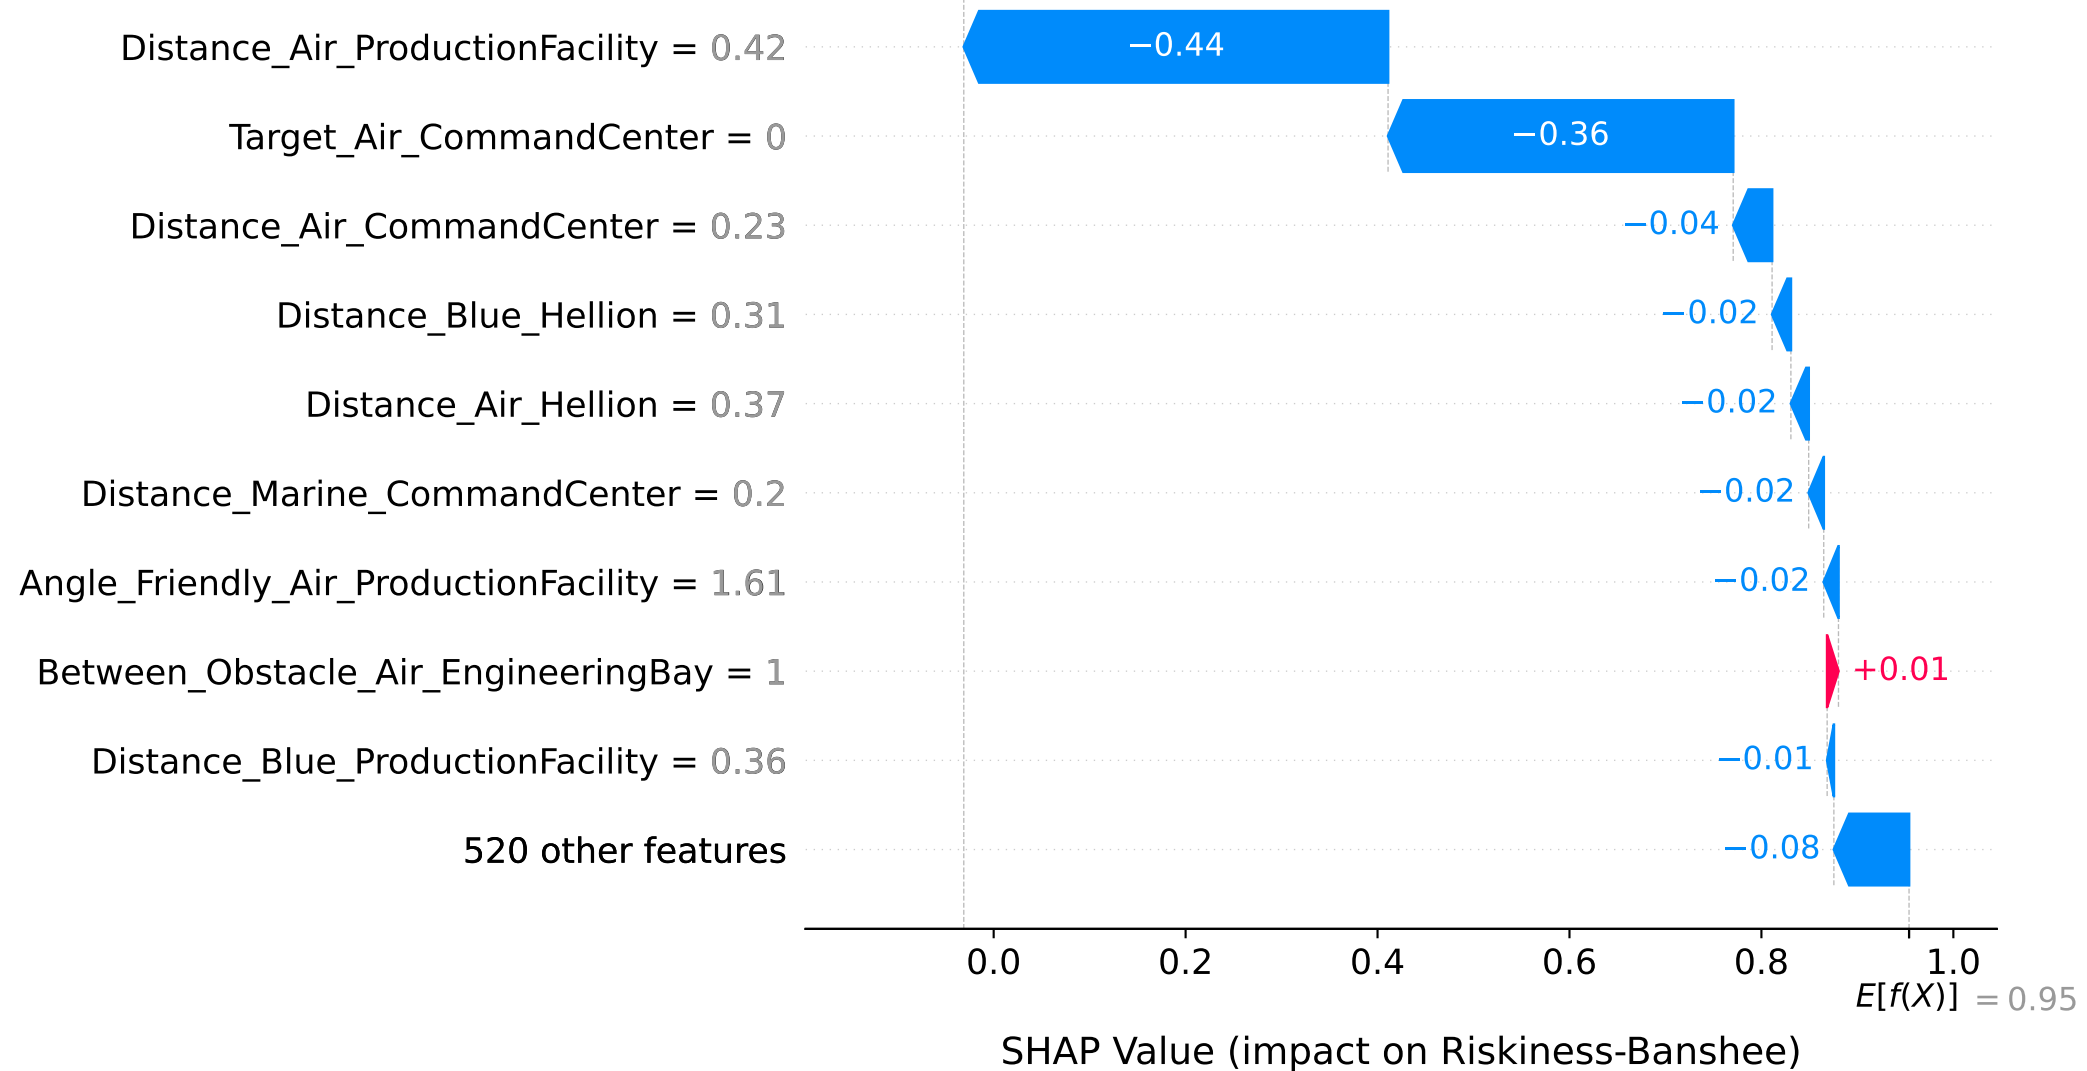 Distance_Air_ProductionFacility = 0.42 −0.44
Target_Air_CommandCenter = 0 −0.36
Distance_Air_CommandCenter = 0.23 −0.04
Distance_Blue_Hellion = 0.31 −0.02
Distance_Air_Hellion = 0.37 −0.02
Distance_Marine_CommandCenter = 0.2 −0.02
Angle_Friendly_Air_ProductionFacility = 1.61 −0.02
Between_Obstacle_Air_EngineeringBay = 1 +0.01
Distance_Blue_ProductionFacility = 0.36 −0.01
520 other features −0.08
0.0 0.2 0.4 0.6 0.8 1.0
E[f(X)] = 0.95
SHAP Value (impact on Riskiness-Banshee)